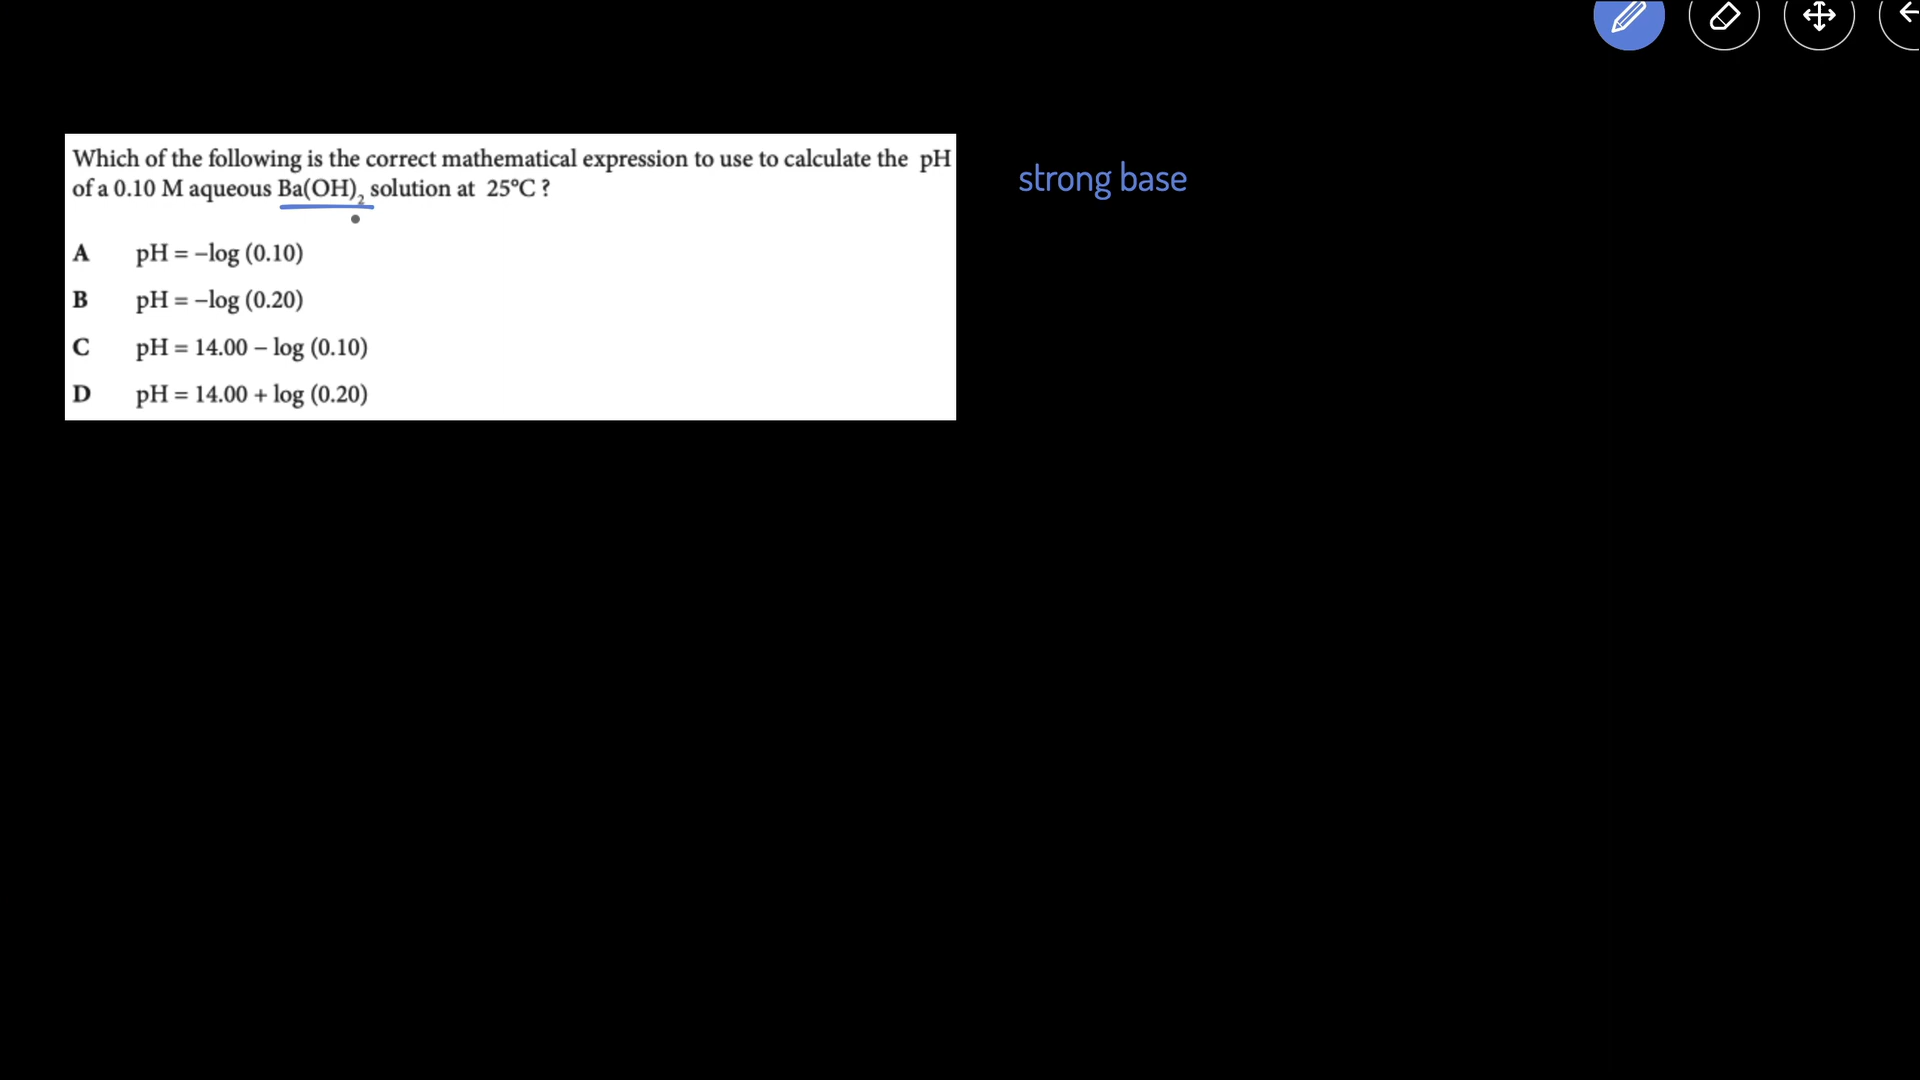 Which of the following is the correct mathematical expression to use to calculate the pH
of a 0.10 M aqueous Ba(OH)₂ solution at 25°C ?
A pH = −log (0.10)
B pH = −log (0.20)
C pH = 14.00 − log (0.10)
D pH = 14.00 + log (0.20)
strong base